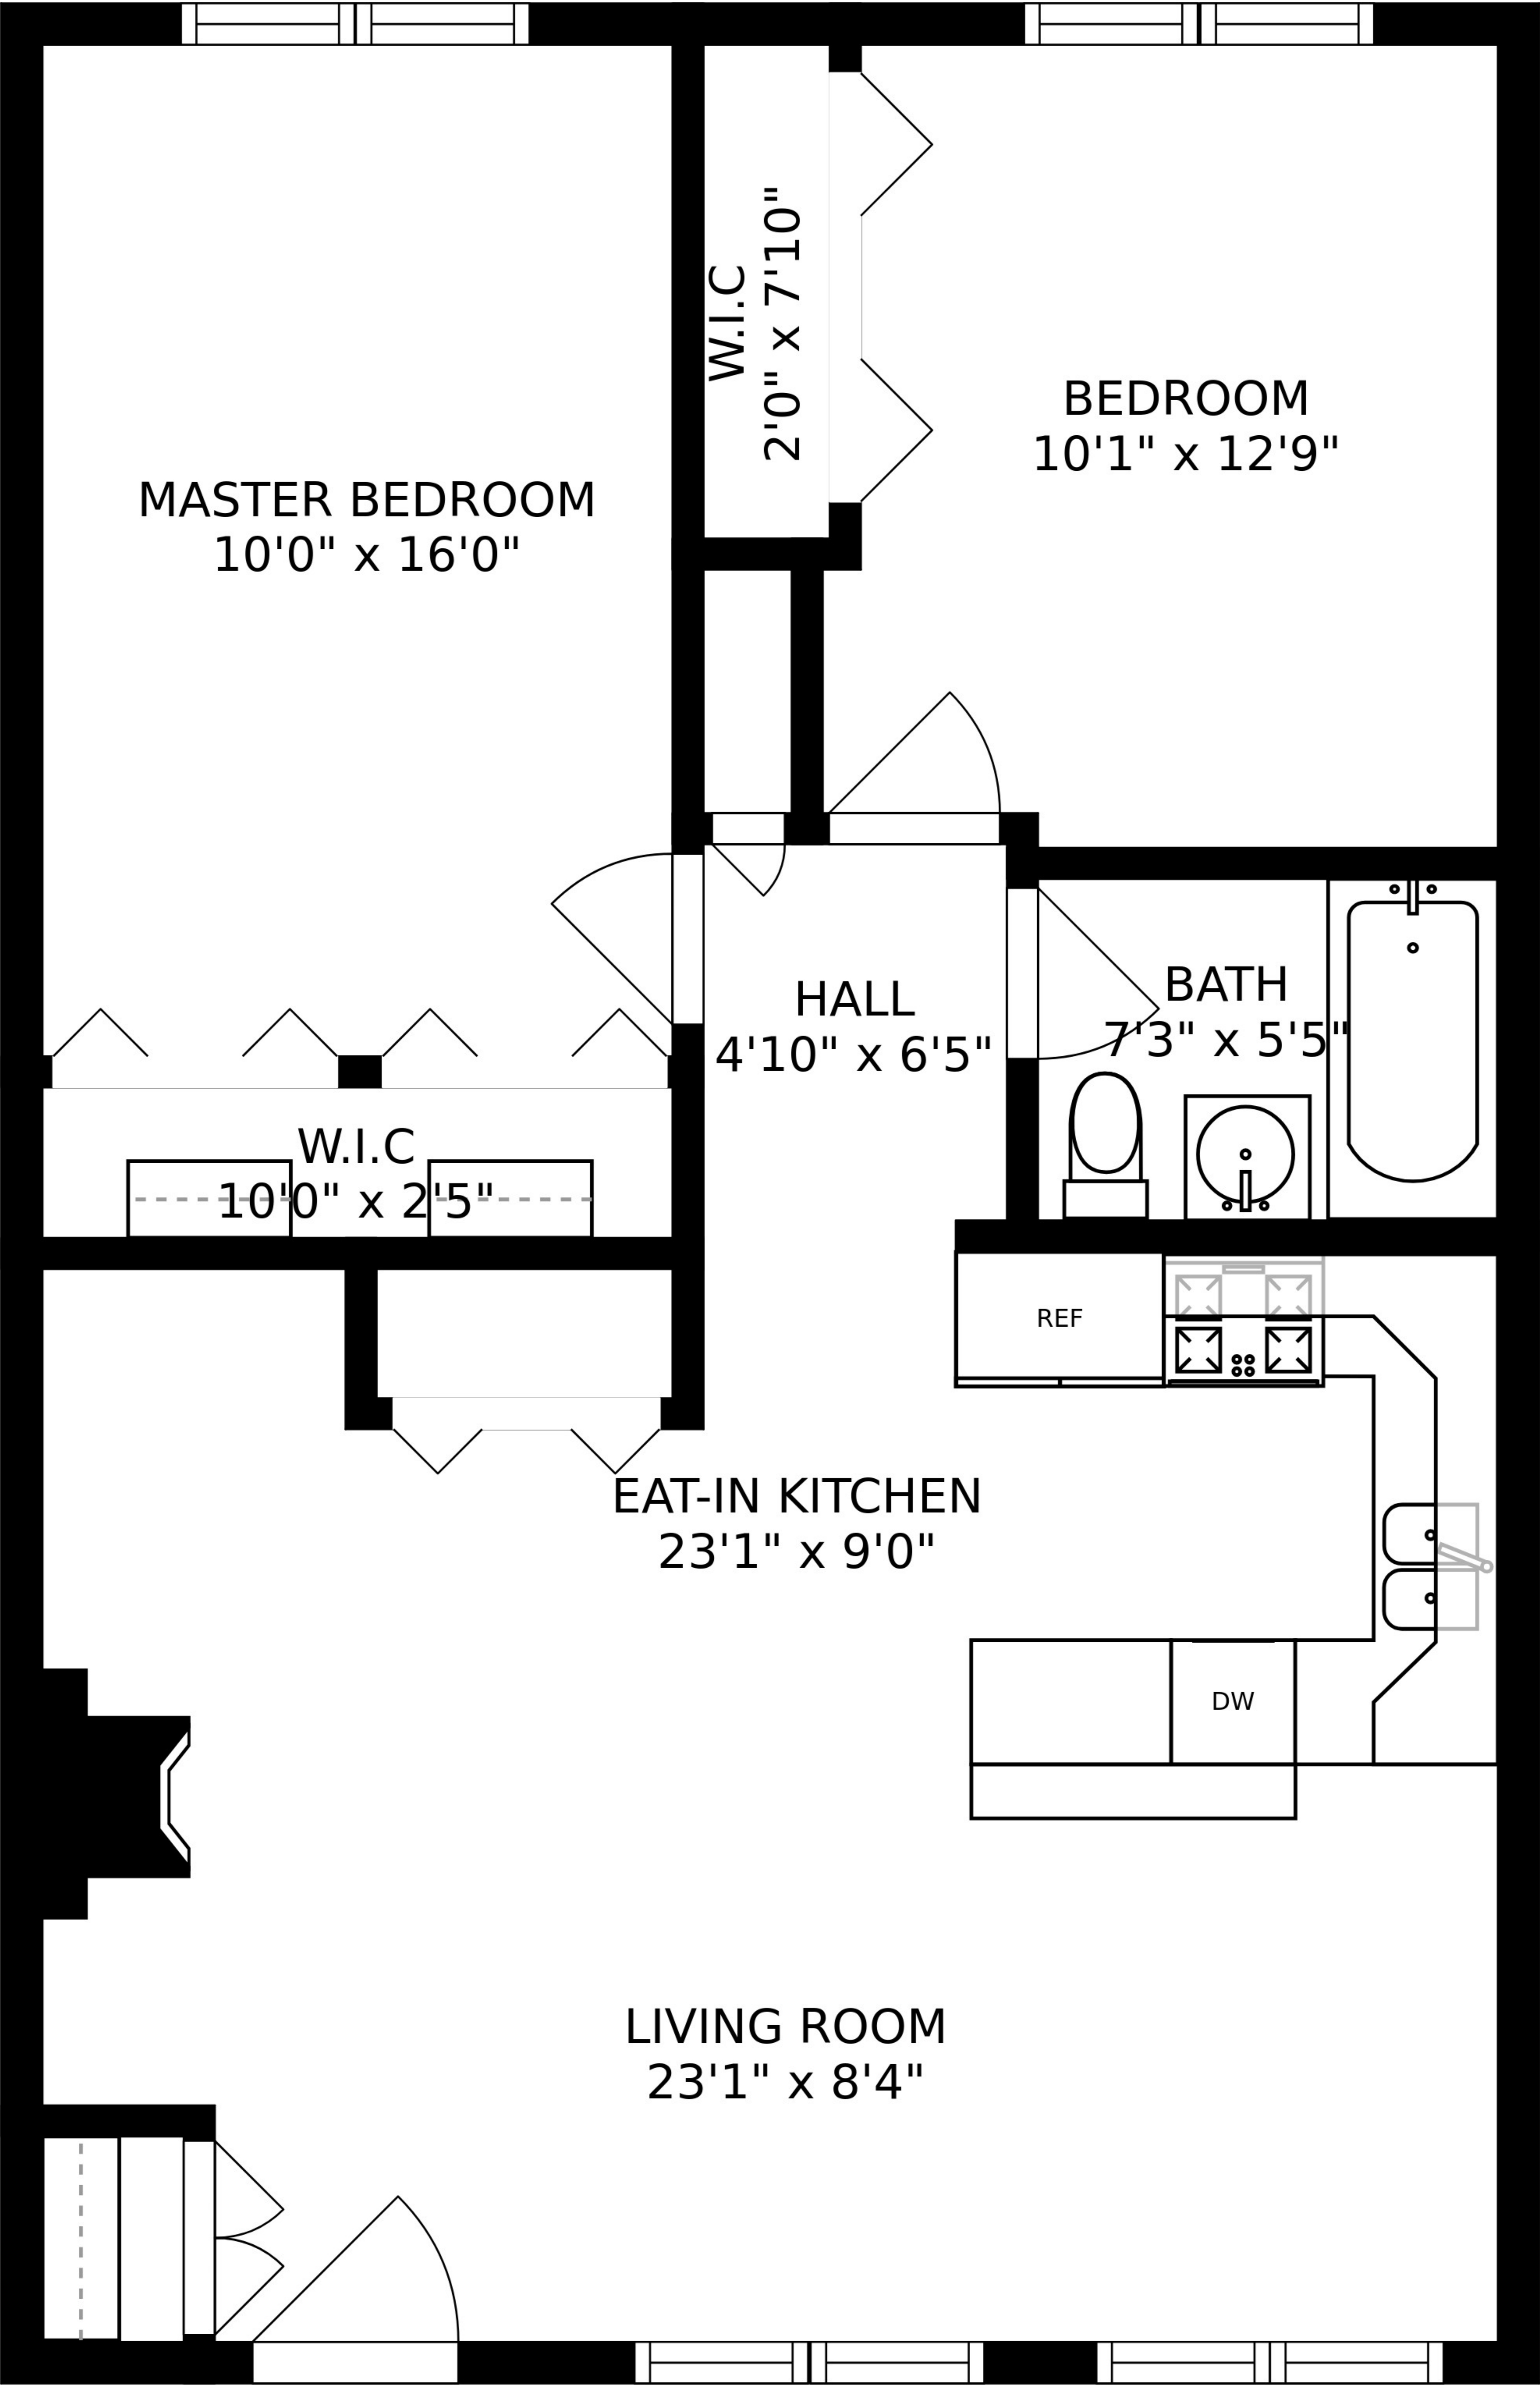 W.I.C
2'0" x 7'10"
BEDROOM
10'1" x 12'9"
MASTER BEDROOM
10'0" x 16'0"
HALL
4'10" x 6'5"
BATH
7'3" x 5'5"
W.I.C
10'0" x 2'5"
REF
EAT-IN KITCHEN
23'1" x 9'0"
DW
LIVING ROOM
23'1" x 8'4"